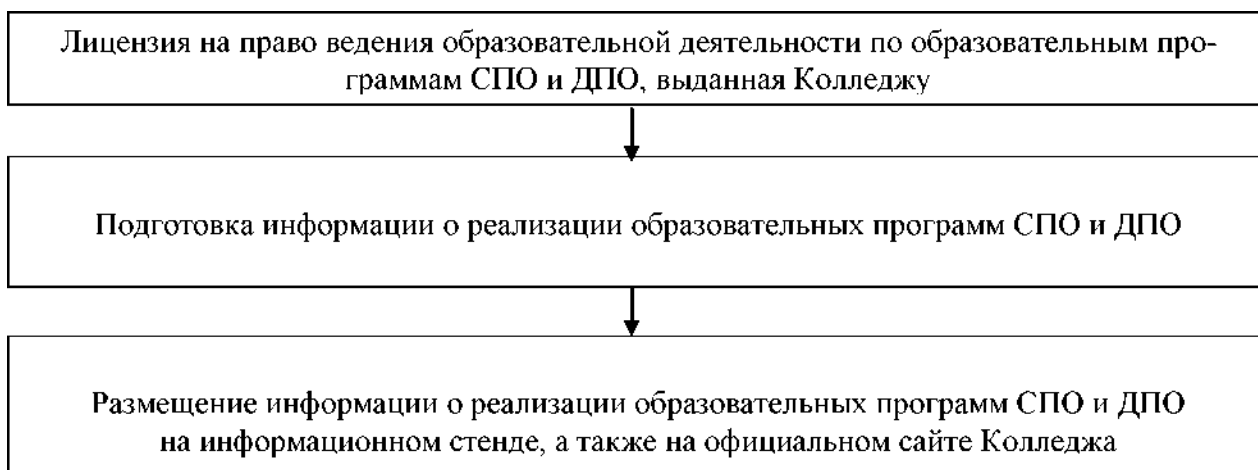 Лицензия на право ведения образовательной деятельности по образовательным про-
граммам СПО и ДПО, выданная Колледжу
Подготовка информации о реализации образовательных программ СПО и ДПО
Размещение информации о реализации образовательных программ СПО и ДПО
на информационном стенде, а также на официальном сайте Колледжа